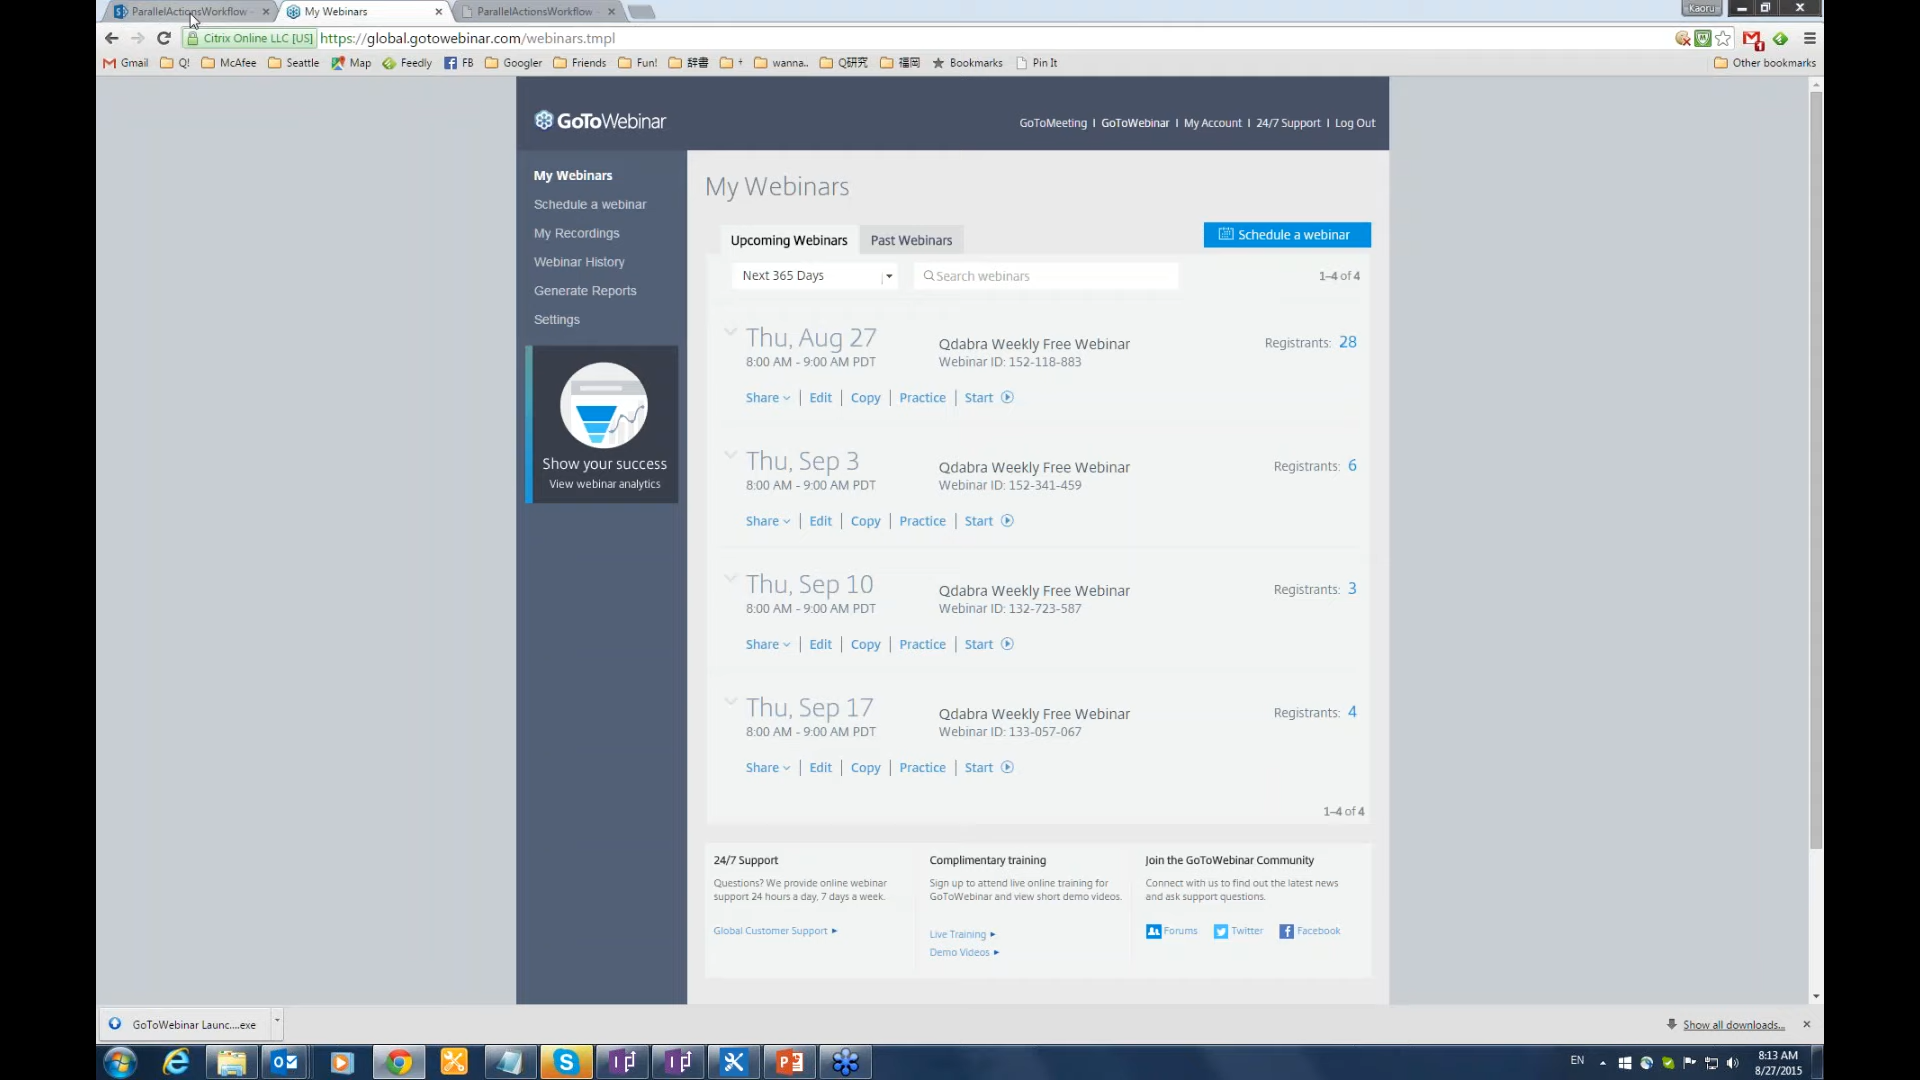 ParallelActionsWorkflow
My Webinars
ParallelActionsWorkflow
Kaoru
Citrix Online LLC [US] https://global.gotowebinar.com/webinars.tmpl
Gmail Q! McAfee Seattle Map Feedly FB Googler Friends Fun! 辞書 + wanna.. Q研究 福岡 Bookmarks Pin It Other bookmarks
GoToWebinar
GoToMeeting | GoToWebinar | My Account | 24/7 Support | Log Out
My Webinars
Schedule a webinar
My Recordings
Webinar History
Generate Reports
Settings
Show your success
View webinar analytics
My Webinars
Upcoming Webinars Past Webinars
Schedule a webinar
Next 365 Days
Search webinars
1–4 of 4
Thu, Aug 27
8:00 AM - 9:00 AM PDT
Qdabra Weekly Free Webinar
Webinar ID: 152-118-883
Registrants: 28
Share | Edit | Copy | Practice | Start
Thu, Sep 3
8:00 AM - 9:00 AM PDT
Qdabra Weekly Free Webinar
Webinar ID: 152-341-459
Registrants: 6
Share | Edit | Copy | Practice | Start
Thu, Sep 10
8:00 AM - 9:00 AM PDT
Qdabra Weekly Free Webinar
Webinar ID: 132-723-587
Registrants: 3
Share | Edit | Copy | Practice | Start
Thu, Sep 17
8:00 AM - 9:00 AM PDT
Qdabra Weekly Free Webinar
Webinar ID: 133-057-067
Registrants: 4
Share | Edit | Copy | Practice | Start
1–4 of 4
24/7 Support
Questions? We provide online webinar
support 24 hours a day, 7 days a week.
Global Customer Support
Complimentary training
Sign up to attend live online training for
GoToWebinar and view short demo videos.
Live Training
Demo Videos
Join the GoToWebinar Community
Connect with us to find out the latest news
and ask support questions.
Forums Twitter Facebook
GoToWebinar Launc....exe
Show all downloads...
EN
8:13 AM
8/27/2015